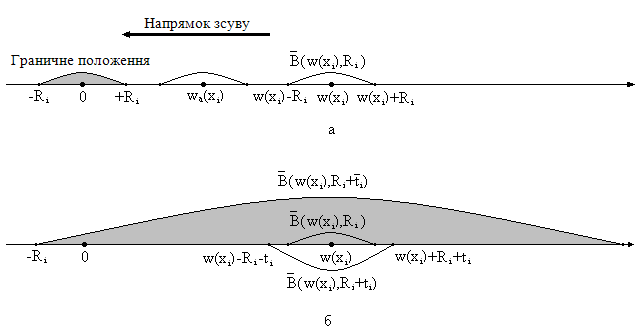 Напрямок зсуву
Граничне положення
B̅(w(xᵢ),Rᵢ)
-Rᵢ 0 +Rᵢ wₐ(xᵢ) w(xᵢ)-Rᵢ w(xᵢ) w(xᵢ)+Rᵢ
а
B̅(w(xᵢ),Rᵢ+t̅ᵢ)
B̅(w(xᵢ),Rᵢ)
-Rᵢ 0 w(xᵢ)-Rᵢ-tᵢ w(xᵢ) w(xᵢ)+Rᵢ+tᵢ
B̅(w(xᵢ),Rᵢ+tᵢ)
б